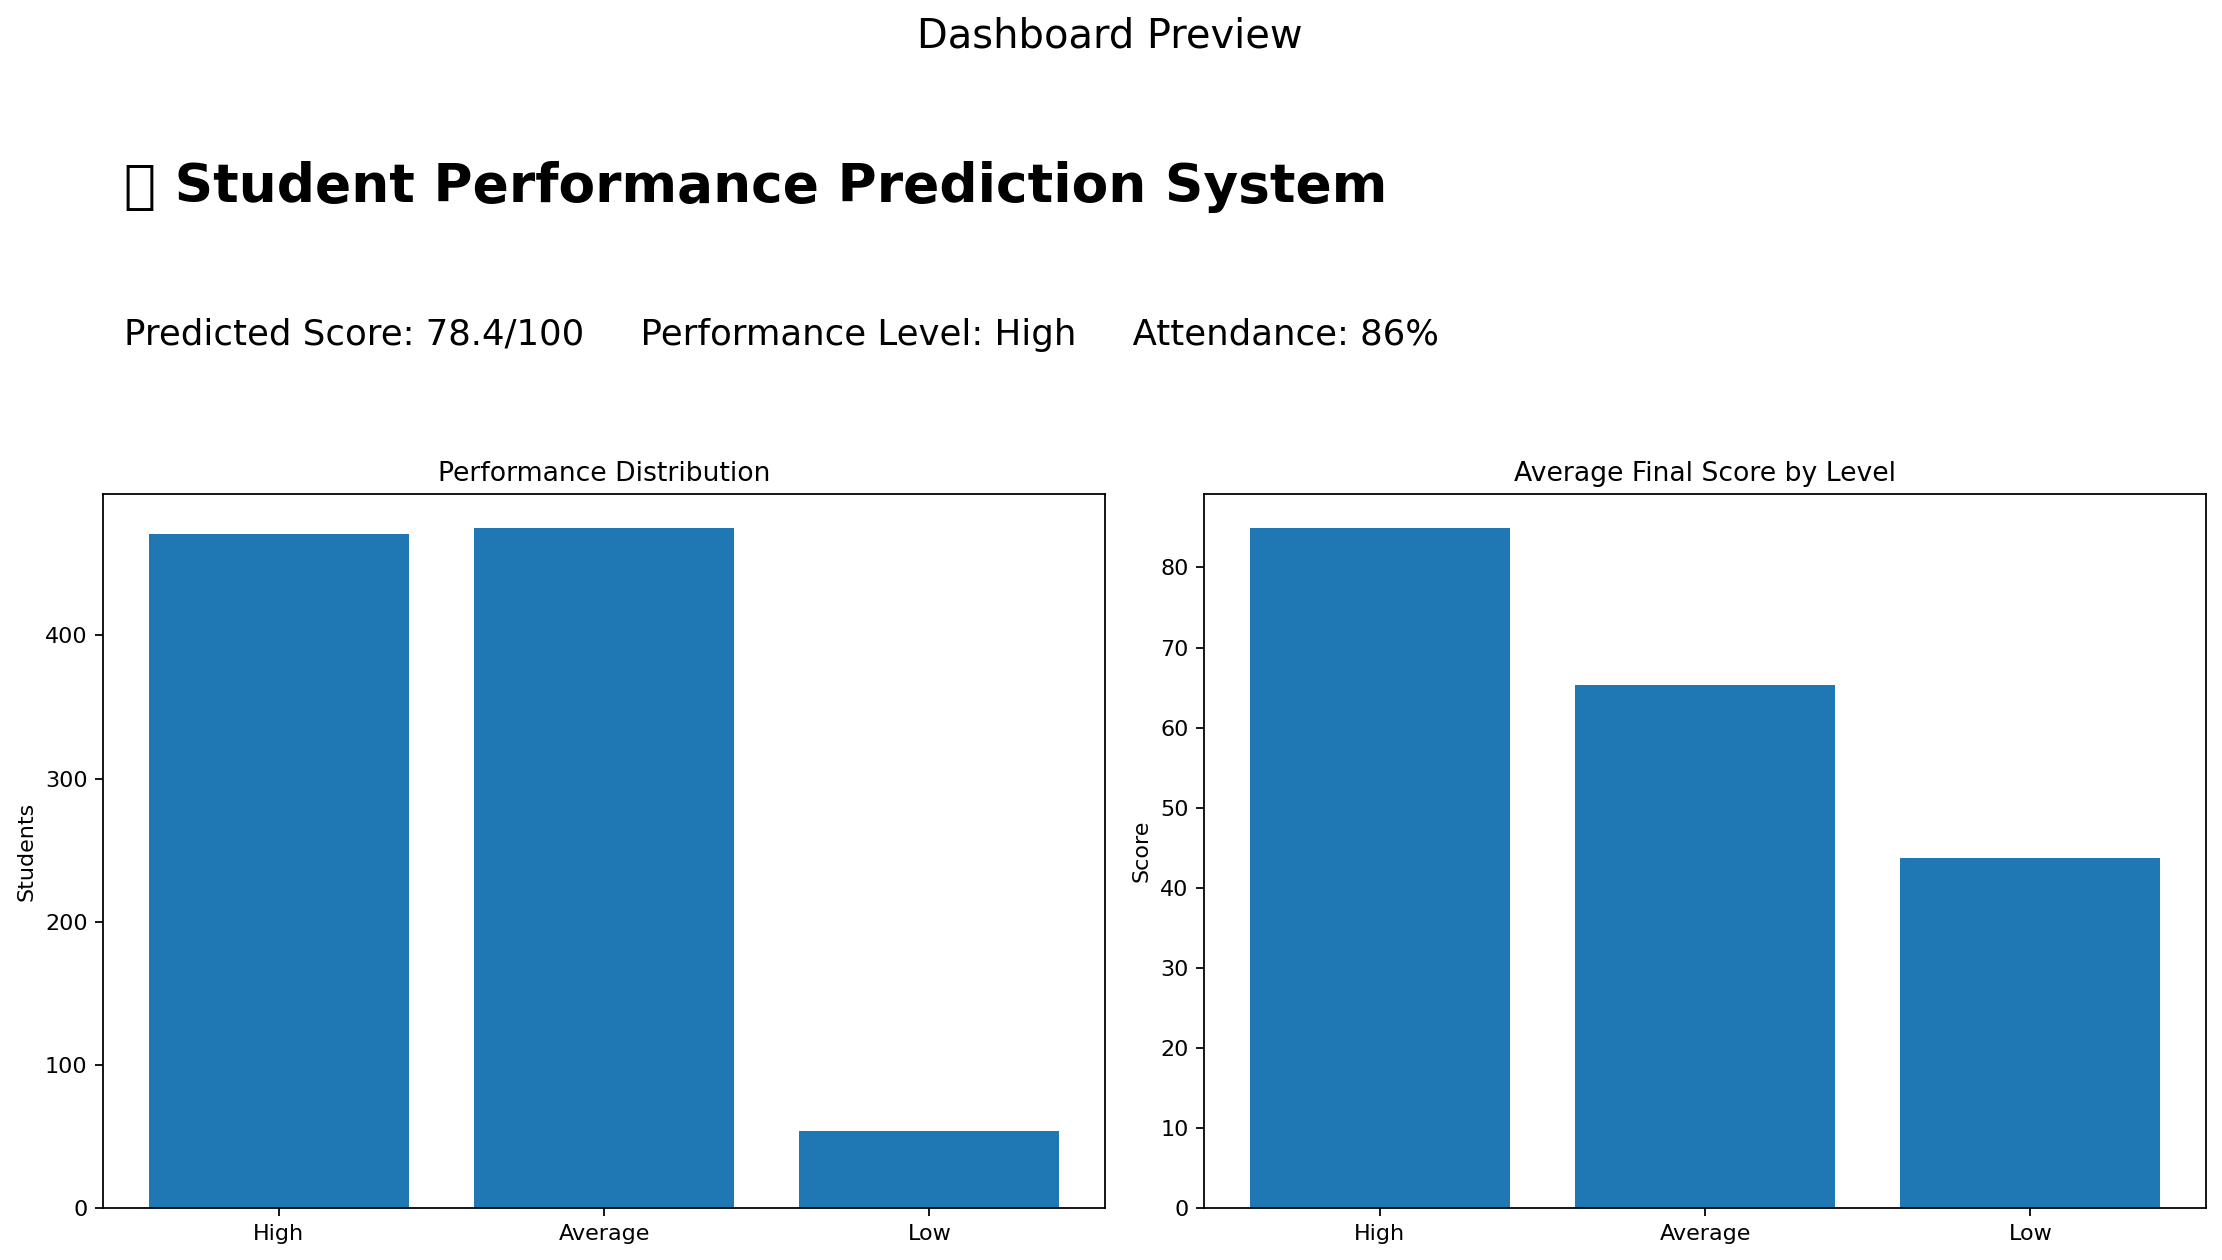 Dashboard Preview
Student Performance Prediction System
Predicted Score: 78.4/100 Performance Level: High Attendance: 86%
Performance Distribution
Students
400
300
200
100
0
High Average Low
Average Final Score by Level
Score
80
70
60
50
40
30
20
10
0
High Average Low